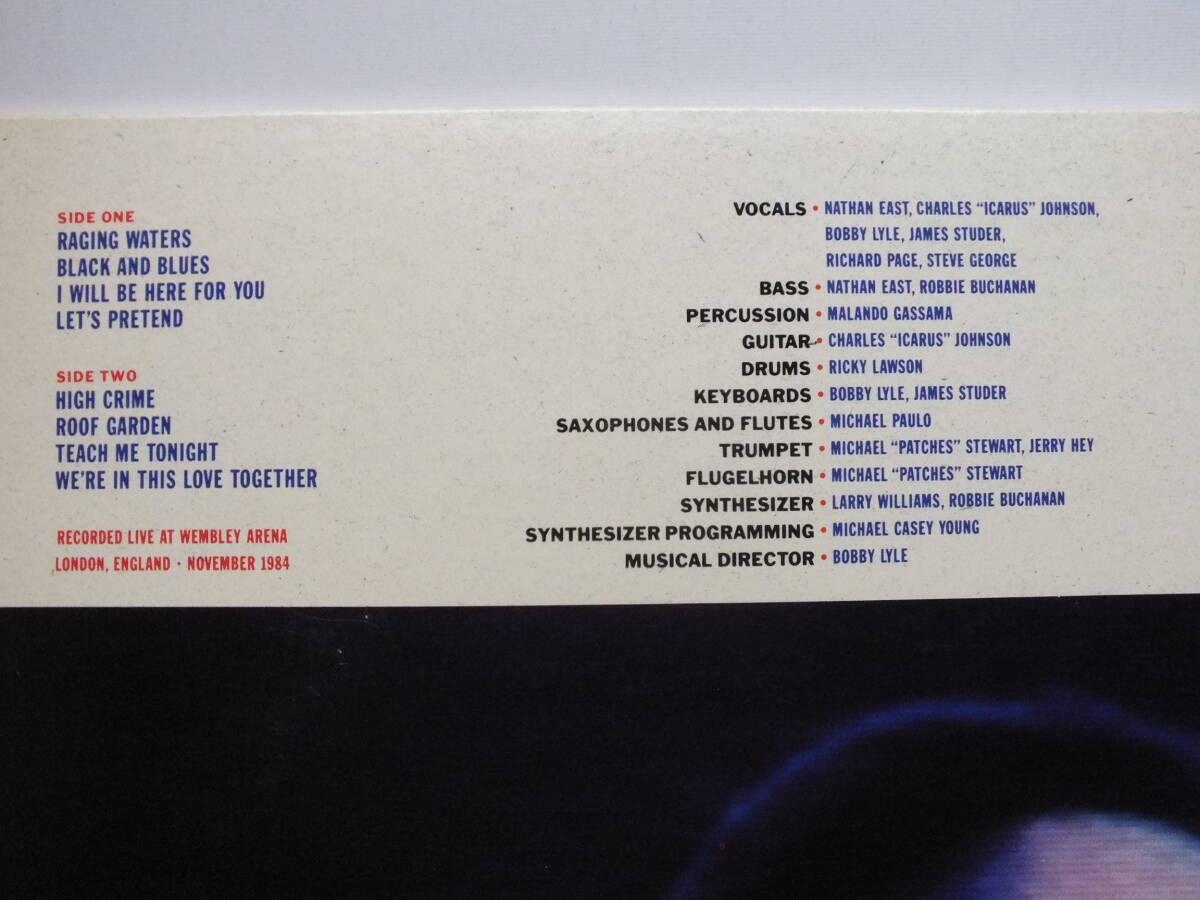 SIDE ONE
RAGING WATERS
BLACK AND BLUES
I WILL BE HERE FOR YOU
LET'S PRETEND
SIDE TWO
HIGH CRIME
ROOF GARDEN
TEACH ME TONIGHT
WE'RE IN THIS LOVE TOGETHER
RECORDED LIVE AT WEMBLEY ARENA
LONDON, ENGLAND · NOVEMBER 1984
VOCALS • NATHAN EAST, CHARLES "ICARUS" JOHNSON,
BOBBY LYLE, JAMES STUDER,
RICHARD PAGE, STEVE GEORGE
BASS • NATHAN EAST, ROBBIE BUCHANAN
PERCUSSION • MALANDO GASSAMA
GUITAR • CHARLES "ICARUS" JOHNSON
DRUMS • RICKY LAWSON
KEYBOARDS • BOBBY LYLE, JAMES STUDER
SAXOPHONES AND FLUTES • MICHAEL PAULO
TRUMPET • MICHAEL "PATCHES" STEWART, JERRY HEY
FLUGELHORN • MICHAEL "PATCHES" STEWART
SYNTHESIZER • LARRY WILLIAMS, ROBBIE BUCHANAN
SYNTHESIZER PROGRAMMING • MICHAEL CASEY YOUNG
MUSICAL DIRECTOR • BOBBY LYLE